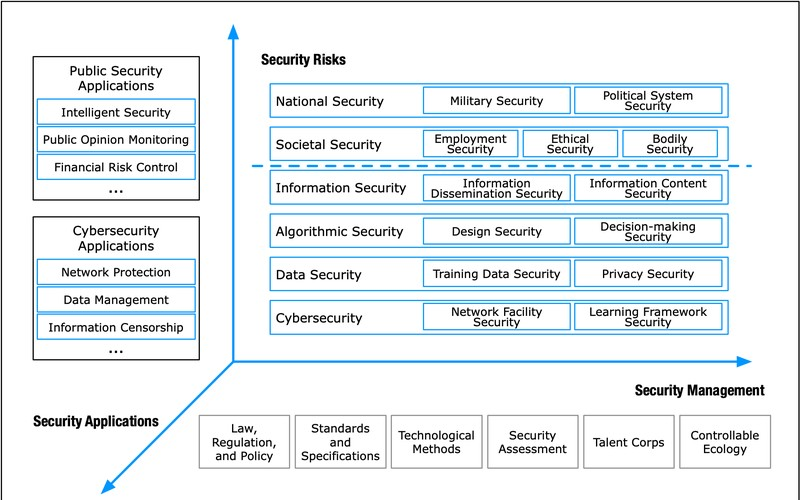 Security Risks
Public Security
Applications
Intelligent Security
Public Opinion Monitoring
Financial Risk Control
...
Cybersecurity
Applications
Network Protection
Data Management
Information Censorship
...
National Security
Military Security
Political System
Security
Societal Security
Employment
Security
Ethical
Security
Bodily
Security
Information Security
Information
Dissemination Security
Information Content
Security
Algorithmic Security
Design Security
Decision-making
Security
Data Security
Training Data Security
Privacy Security
Cybersecurity
Network Facility
Security
Learning Framework
Security
Security Management
Security Applications
Law,
Regulation,
and Policy
Standards
and
Specifications
Technological
Methods
Security
Assessment
Talent Corps
Controllable
Ecology